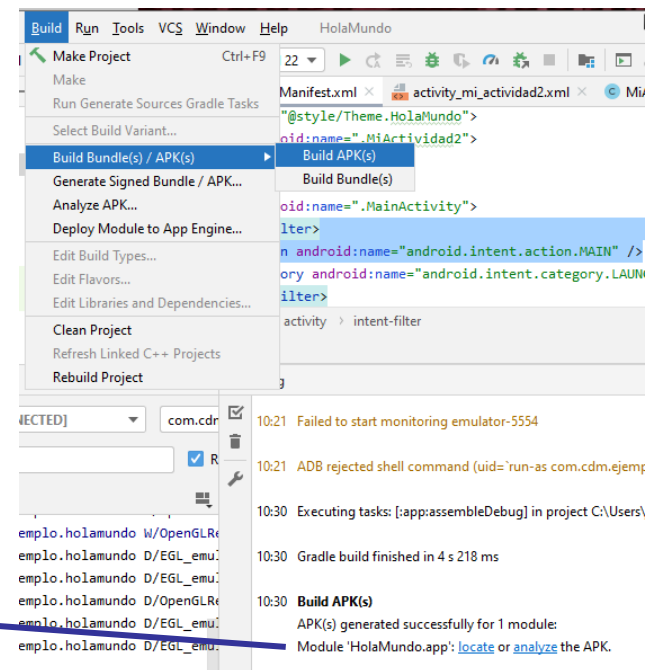 Build Run Tools VCS Window Help HolaMundo
Make Project Ctrl+F9 22
Make
Manifest.xml activity_mi_actividad2.xml
Run Generate Sources Gradle Tasks
"@style/Theme.HolaMundo">
Select Build Variant...
oid:name=".MiActividad2">
Build Bundle(s) / APK(s) Build APK(s)
Generate Signed Bundle / APK... Build Bundle(s)
Analyze APK...
oid:name=".MainActivity">
Deploy Module to App Engine...
lter>
Edit Build Types...
n android:name="android.intent.action.MAIN" />
Edit Flavors...
ory android:name="android.intent.category.LAUN
Edit Libraries and Dependencies...
ilter>
Clean Project
activity > intent-filter
Refresh Linked C++ Projects
Rebuild Project
NECTED] com.cdm
10:21 Failed to start monitoring emulator-5554
R
10:21 ADB rejected shell command (uid=`run-as com.cdm.ejemp
10:30 Executing tasks: [:app:assembleDebug] in project C:\Users\
emplo.holamundo W/OpenGLRe
emplo.holamundo D/EGL_emul
10:30 Gradle build finished in 4 s 218 ms
emplo.holamundo D/EGL_emul
emplo.holamundo D/OpenGLRe
10:30 Build APK(s)
emplo.holamundo D/EGL_emul
APK(s) generated successfully for 1 module:
emplo.holamundo D/EGL_emul
Module 'HolaMundo.app': locate or analyze the APK.